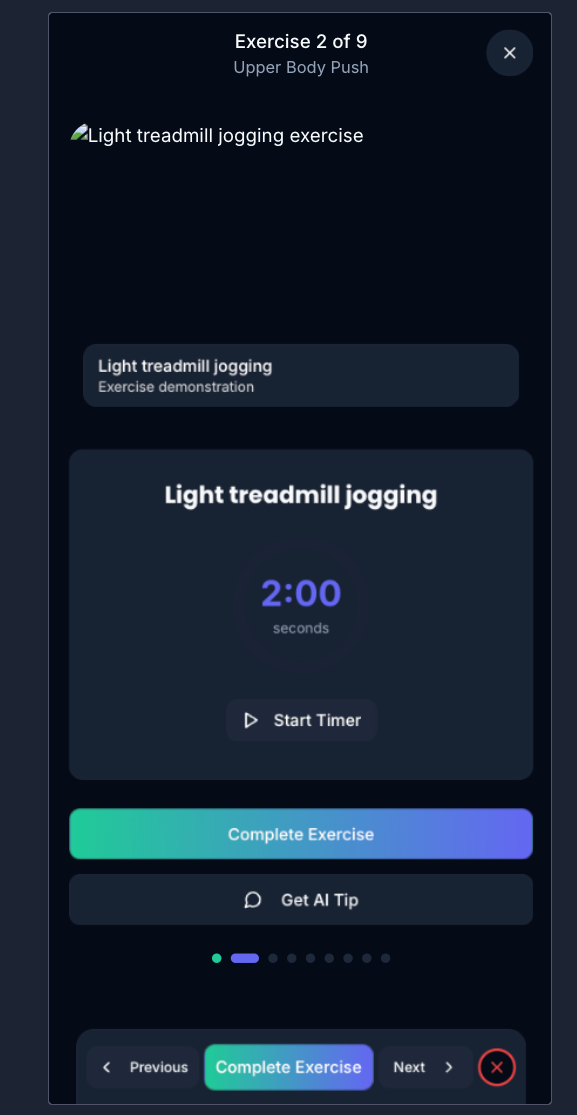 Exercise 2 of 9
Upper Body Push
Light treadmill jogging exercise
Light treadmill jogging
Exercise demonstration
Light treadmill jogging
2:00
seconds
Start Timer
Complete Exercise
Get AI Tip
Previous
Complete Exercise
Next